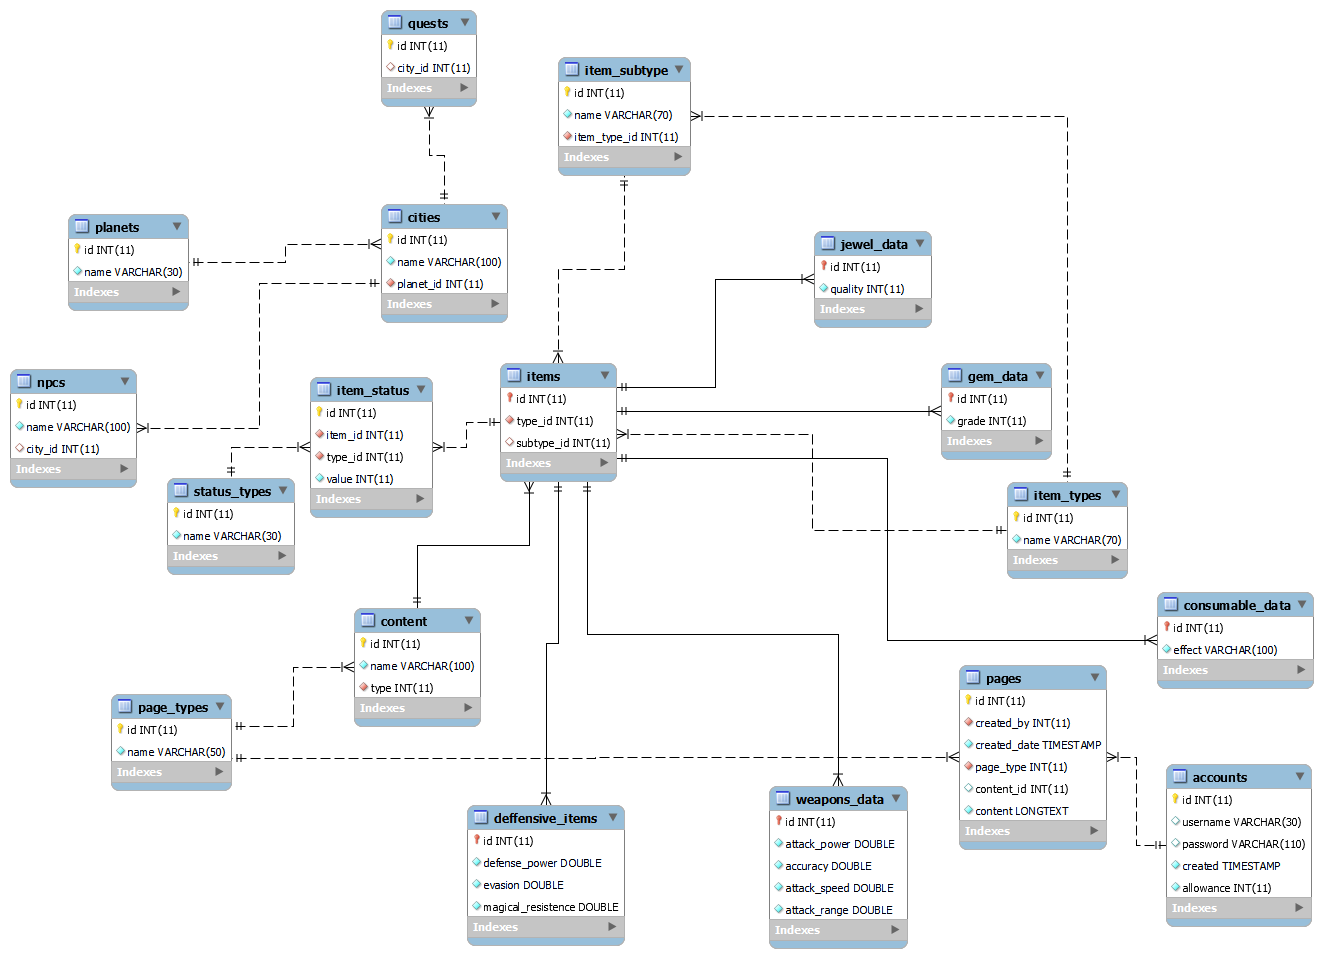 quests
id INT(11)
city_id INT(11)
Indexes
item_subtype
id INT(11)
name VARCHAR(70)
item_type_id INT(11)
Indexes
planets
id INT(11)
name VARCHAR(30)
Indexes
cities
id INT(11)
name VARCHAR(100)
planet_id INT(11)
Indexes
jewel_data
id INT(11)
quality INT(11)
Indexes
npcs
id INT(11)
name VARCHAR(100)
city_id INT(11)
Indexes
item_status
id INT(11)
item_id INT(11)
type_id INT(11)
value INT(11)
Indexes
items
id INT(11)
type_id INT(11)
subtype_id INT(11)
Indexes
gem_data
id INT(11)
grade INT(11)
Indexes
status_types
id INT(11)
name VARCHAR(30)
Indexes
item_types
id INT(11)
name VARCHAR(70)
Indexes
content
id INT(11)
name VARCHAR(100)
type INT(11)
Indexes
consumable_data
id INT(11)
effect VARCHAR(100)
Indexes
page_types
id INT(11)
name VARCHAR(50)
Indexes
pages
id INT(11)
created_by INT(11)
created_date TIMESTAMP
page_type INT(11)
content_id INT(11)
content LONGTEXT
Indexes
accounts
id INT(11)
username VARCHAR(30)
password VARCHAR(110)
created TIMESTAMP
allowance INT(11)
Indexes
deffensive_items
id INT(11)
defense_power DOUBLE
evasion DOUBLE
magical_resistence DOUBLE
Indexes
weapons_data
id INT(11)
attack_power DOUBLE
accuracy DOUBLE
attack_speed DOUBLE
attack_range DOUBLE
Indexes